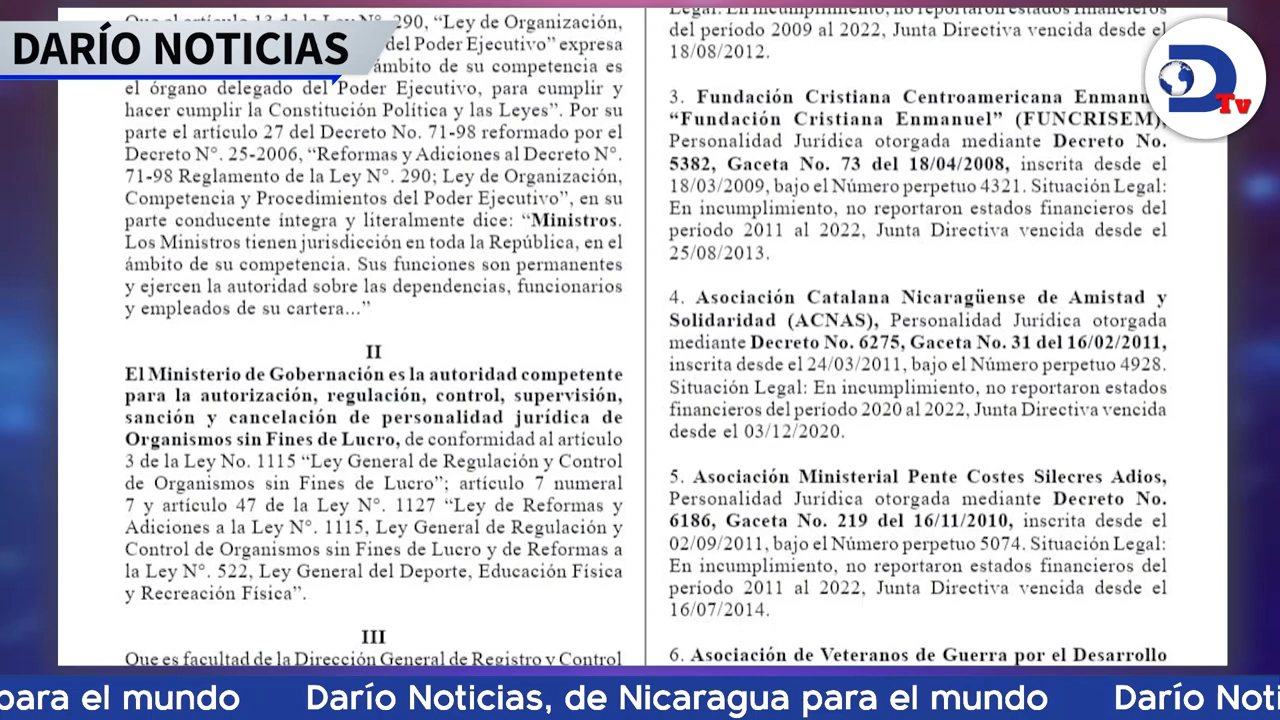 DARÍO NOTICIAS
Que el artículo 13 de la Ley N°. 290, “Ley de Organización,
del Poder Ejecutivo” expresa
ámbito de su competencia es
el órgano delegado del Poder Ejecutivo, para cumplir y
hacer cumplir la Constitución Política y las Leyes”. Por su
parte el artículo 27 del Decreto No. 71-98 reformado por el
Decreto N°. 25-2006, “Reformas y Adiciones al Decreto N°.
71-98 Reglamento de la Ley N°. 290; Ley de Organización,
Competencia y Procedimientos del Poder Ejecutivo”, en su
parte conducente íntegra y literalmente dice: “Ministros.
Los Ministros tienen jurisdicción en toda la República, en el
ámbito de su competencia. Sus funciones son permanentes
y ejercen la autoridad sobre las dependencias, funcionarios
y empleados de su cartera...”
II
El Ministerio de Gobernación es la autoridad competente
para la autorización, regulación, control, supervisión,
sanción y cancelación de personalidad jurídica de
Organismos sin Fines de Lucro, de conformidad al artículo
3 de la Ley No. 1115 “Ley General de Regulación y Control
de Organismos sin Fines de Lucro”; artículo 7 numeral
7 y artículo 47 de la Ley N°. 1127 “Ley de Reformas y
Adiciones a la Ley N°. 1115, Ley General de Regulación y
Control de Organismos sin Fines de Lucro y de Reformas a
la Ley N°. 522, Ley General del Deporte, Educación Física
y Recreación Física”.
III
Que es facultad de la Dirección General de Registro y Control
Legal: En incumplimiento, no reportaron estados financieros
del período 2009 al 2022, Junta Directiva vencida desde el
18/08/2012.
3. Fundación Cristiana Centroamericana
“Fundación Cristiana Enmanuel” (FUNCRISEM),
Personalidad Jurídica otorgada mediante Decreto No.
5382, Gaceta No. 73 del 18/04/2008, inscrita desde el
18/03/2009, bajo el Número perpetuo 4321. Situación Legal:
En incumplimiento, no reportaron estados financieros del
período 2011 al 2022, Junta Directiva vencida desde el
25/08/2013.
4. Asociación Catalana Nicaragüense de Amistad y
Solidaridad (ACNAS), Personalidad Jurídica otorgada
mediante Decreto No. 6275, Gaceta No. 31 del 16/02/2011,
inscrita desde el 24/03/2011, bajo el Número perpetuo 4928.
Situación Legal: En incumplimiento, no reportaron estados
financieros del período 2020 al 2022, Junta Directiva vencida
desde el 03/12/2020.
5. Asociación Ministerial Pente Costes Silecres Adios,
Personalidad Jurídica otorgada mediante Decreto No.
6186, Gaceta No. 219 del 16/11/2010, inscrita desde el
02/09/2011, bajo el Número perpetuo 5074. Situación Legal:
En incumplimiento, no reportaron estados financieros del
período 2011 al 2022, Junta Directiva vencida desde el
16/07/2014.
6. Asociación de Veteranos de Guerra por el Desarrollo
D Tv
para el mundo Darío Noticias, de Nicaragua para el mundo Darío Noti